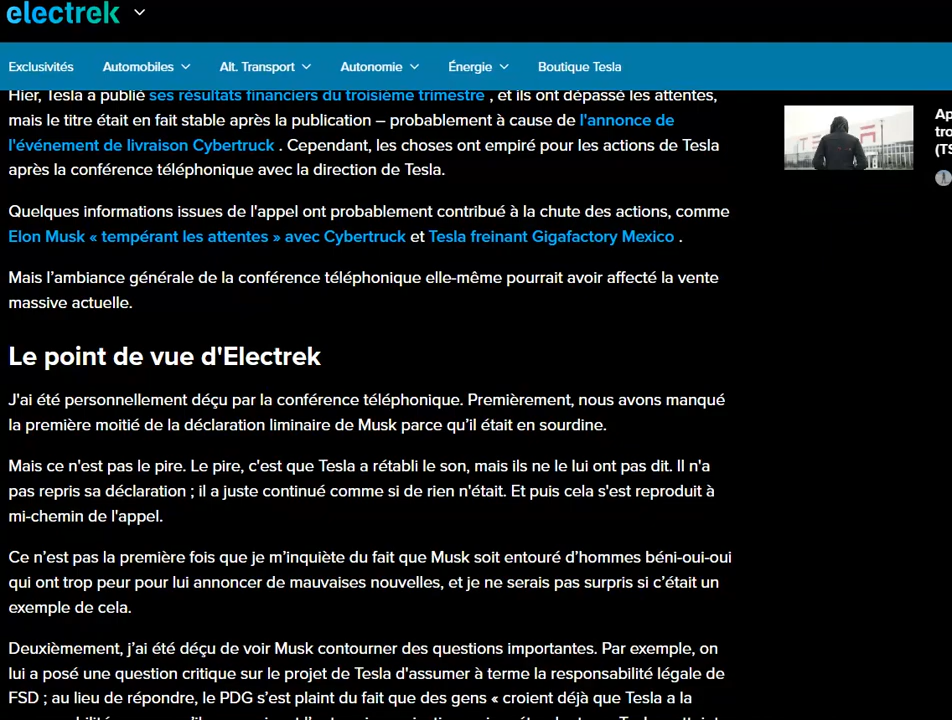 electrek
Exclusivités Automobiles Alt. Transport Autonomie Énergie Boutique Tesla
Hier, Tesla a publié ses résultats financiers du troisième trimestre , et ils ont dépassé les attentes,
mais le titre était en fait stable après la publication – probablement à cause de l'annonce de
l'événement de livraison Cybertruck . Cependant, les choses ont empiré pour les actions de Tesla
après la conférence téléphonique avec la direction de Tesla.
Quelques informations issues de l'appel ont probablement contribué à la chute des actions, comme
Elon Musk « tempérant les attentes » avec Cybertruck et Tesla freinant Gigafactory Mexico .
Mais l’ambiance générale de la conférence téléphonique elle-même pourrait avoir affecté la vente
massive actuelle.
Le point de vue d'Electrek
J'ai été personnellement déçu par la conférence téléphonique. Premièrement, nous avons manqué
la première moitié de la déclaration liminaire de Musk parce qu’il était en sourdine.
Mais ce n'est pas le pire. Le pire, c'est que Tesla a rétabli le son, mais ils ne le lui ont pas dit. Il n'a
pas repris sa déclaration ; il a juste continué comme si de rien n'était. Et puis cela s'est reproduit à
mi-chemin de l'appel.
Ce n’est pas la première fois que je m’inquiète du fait que Musk soit entouré d’hommes béni-oui-oui
qui ont trop peur pour lui annoncer de mauvaises nouvelles, et je ne serais pas surpris si c’était un
exemple de cela.
Deuxièmement, j’ai été déçu de voir Musk contourner des questions importantes. Par exemple, on
lui a posé une question critique sur le projet de Tesla d'assumer à terme la responsabilité légale de
FSD ; au lieu de répondre, le PDG s’est plaint du fait que des gens « croient déjà que Tesla a la
Ap
tro
(TS